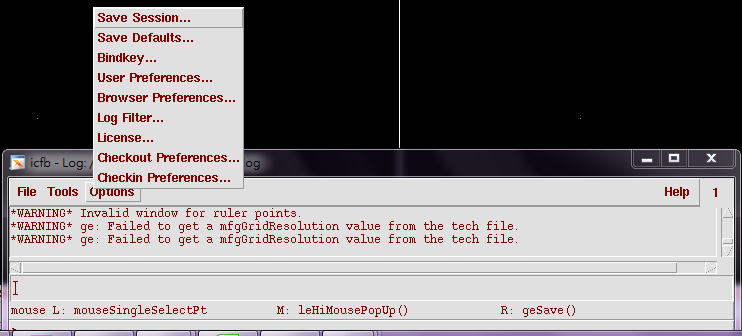 Save Session...
Save Defaults...
Bindkey...
User Preferences...
Browser Preferences...
Log Filter...
License...
Checkout Preferences...
Checkin Preferences...
icfb - Log: / og
File Tools Options Help 1
*WARNING* Invalid window for ruler points.
*WARNING* ge: Failed to get a mfgGridResolution value from the tech file.
*WARNING* ge: Failed to get a mfgGridResolution value from the tech file.
mouse L: mouseSingleSelectPt M: leHiMousePopUp() R: geSave()
>